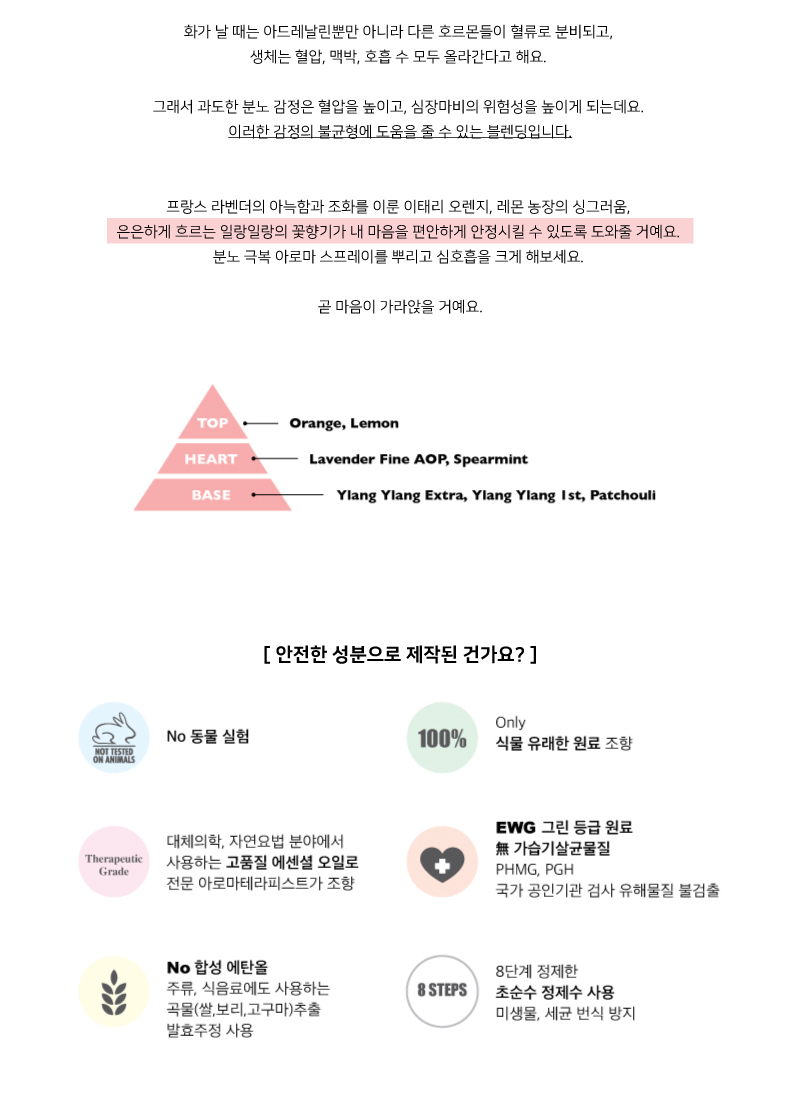 화가 날 때는 아드레날린뿐만 아니라 다른 호르몬들이 혈류로 분비되고,
생체는 혈압, 맥박, 호흡 수 모두 올라간다고 해요.
그래서 과도한 분노 감정은 혈압을 높이고, 심장마비의 위험성을 높이게 되는데요.
이러한 감정의 불균형에 도움을 줄 수 있는 블렌딩입니다.
프랑스 라벤더의 아늑함과 조화를 이룬 이태리 오렌지, 레몬 농장의 싱그러움,
은은하게 흐르는 일랑일랑의 꽃향기가 내 마음을 편안하게 안정시킬 수 있도록 도와줄 거예요.
분노 극복 아로마 스프레이를 뿌리고 심호흡을 크게 해보세요.
곧 마음이 가라앉을 거예요.
TOP Orange, Lemon
HEART Lavender Fine AOP, Spearmint
BASE Ylang Ylang Extra, Ylang Ylang 1st, Patchouli
[ 안전한 성분으로 제작된 건가요? ]
NOT TESTED
ON ANIMALS
No 동물 실험
100%
Only
식물 유래한 원료 조향
Therapeutic
Grade
대체의학, 자연요법 분야에서
사용하는 고품질 에센셜 오일로
전문 아로마테라피스트가 조향
EWG 그린 등급 원료
無 가습기살균물질
PHMG, PGH
국가 공인기관 검사 유해물질 불검출
No 합성 에탄올
주류, 식음료에도 사용하는
곡물(쌀,보리,고구마)추출
발효주정 사용
8 STEPS
8단계 정제한
초순수 정제수 사용
미생물, 세균 번식 방지